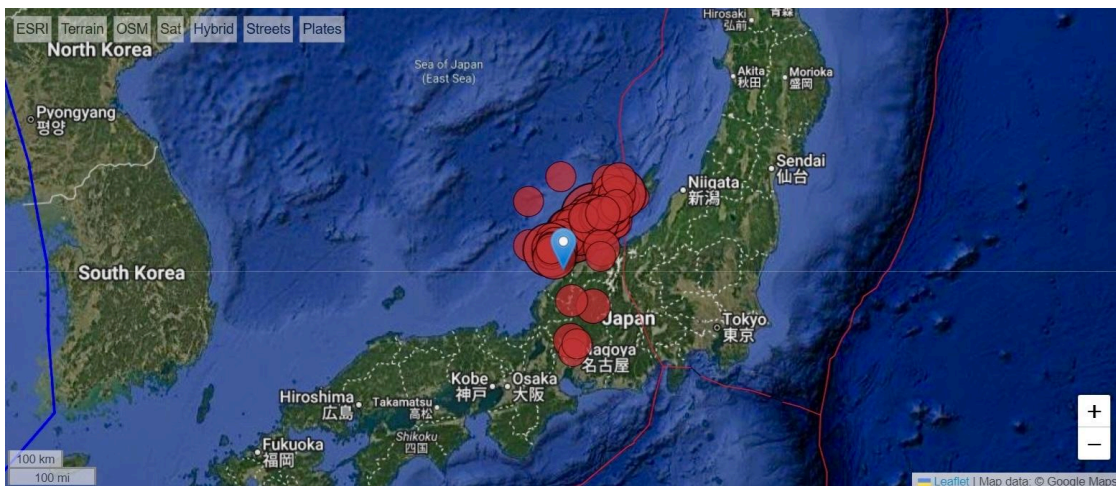 ESRI Terrain OSM Sat Hybrid Streets Plates
North Korea
Pyongyang
평양
South Korea
Sea of Japan
(East Sea)
Hirosaki
弘前
青森
Akita
秋田
Morioka
盛岡
Sendai
仙台
Niigata
新潟
Japan
Tokyo
東京
Nagoya
名古屋
Kobe
神戸
Osaka
大阪
Hiroshima
広島
Takamatsu
高松
Shikoku
四国
Fukuoka
福岡
+
−
100 km
100 mi
Leaflet | Map data: © Google Maps